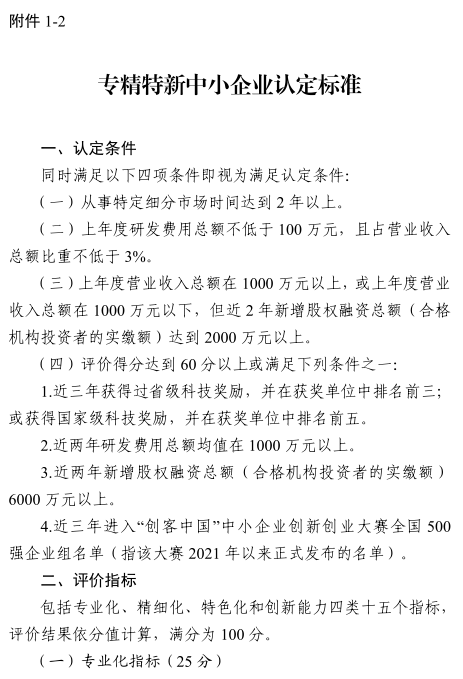 附件 1-2
专精特新中小企业认定标准
一、认定条件
同时满足以下四项条件即视为满足认定条件：
（一）从事特定细分市场时间达到 2 年以上。
（二）上年度研发费用总额不低于 100 万元，且占营业收入
总额比重不低于 3%。
（三）上年度营业收入总额在 1000 万元以上，或上年度营业
收入总额在 1000 万元以下，但近 2 年新增股权融资总额（合格
机构投资者的实缴额）达到 2000 万元以上。
（四）评价得分达到 60 分以上或满足下列条件之一：
1.近三年获得过省级科技奖励，并在获奖单位中排名前三；
或获得国家级科技奖励，并在获奖单位中排名前五。
2.近两年研发费用总额均值在 1000 万元以上。
3.近两年新增股权融资总额（合格机构投资者的实缴额）
6000 万元以上。
4.近三年进入“创客中国”中小企业创新创业大赛全国 500
强企业组名单（指该大赛 2021 年以来正式发布的名单）。
二、评价指标
包括专业化、精细化、特色化和创新能力四类十五个指标，
评价结果依分值计算，满分为 100 分。
（一）专业化指标（25 分）